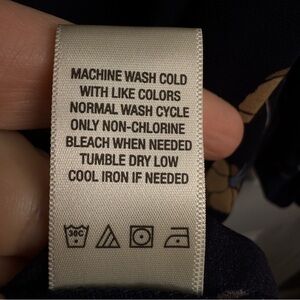 MACHINE WASH COLD
WITH LIKE COLORS
NORMAL WASH CYCLE
ONLY NON-CHLORINE
BLEACH WHEN NEEDED
TUMBLE DRY LOW
COOL IRON IF NEEDED
30C